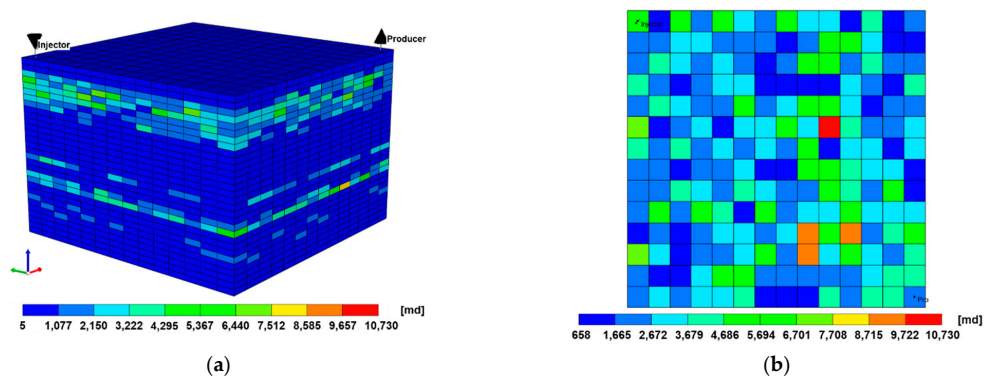 Injector
Producer
[md]
5 1,077 2,150 3,222 4,295 5,367 6,440 7,512 8,585 9,657 10,730
(a)
Pro
[md]
658 1,665 2,672 3,679 4,686 5,694 6,701 7,708 8,715 9,722 10,730
(b)